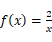 f(x) = 2/x